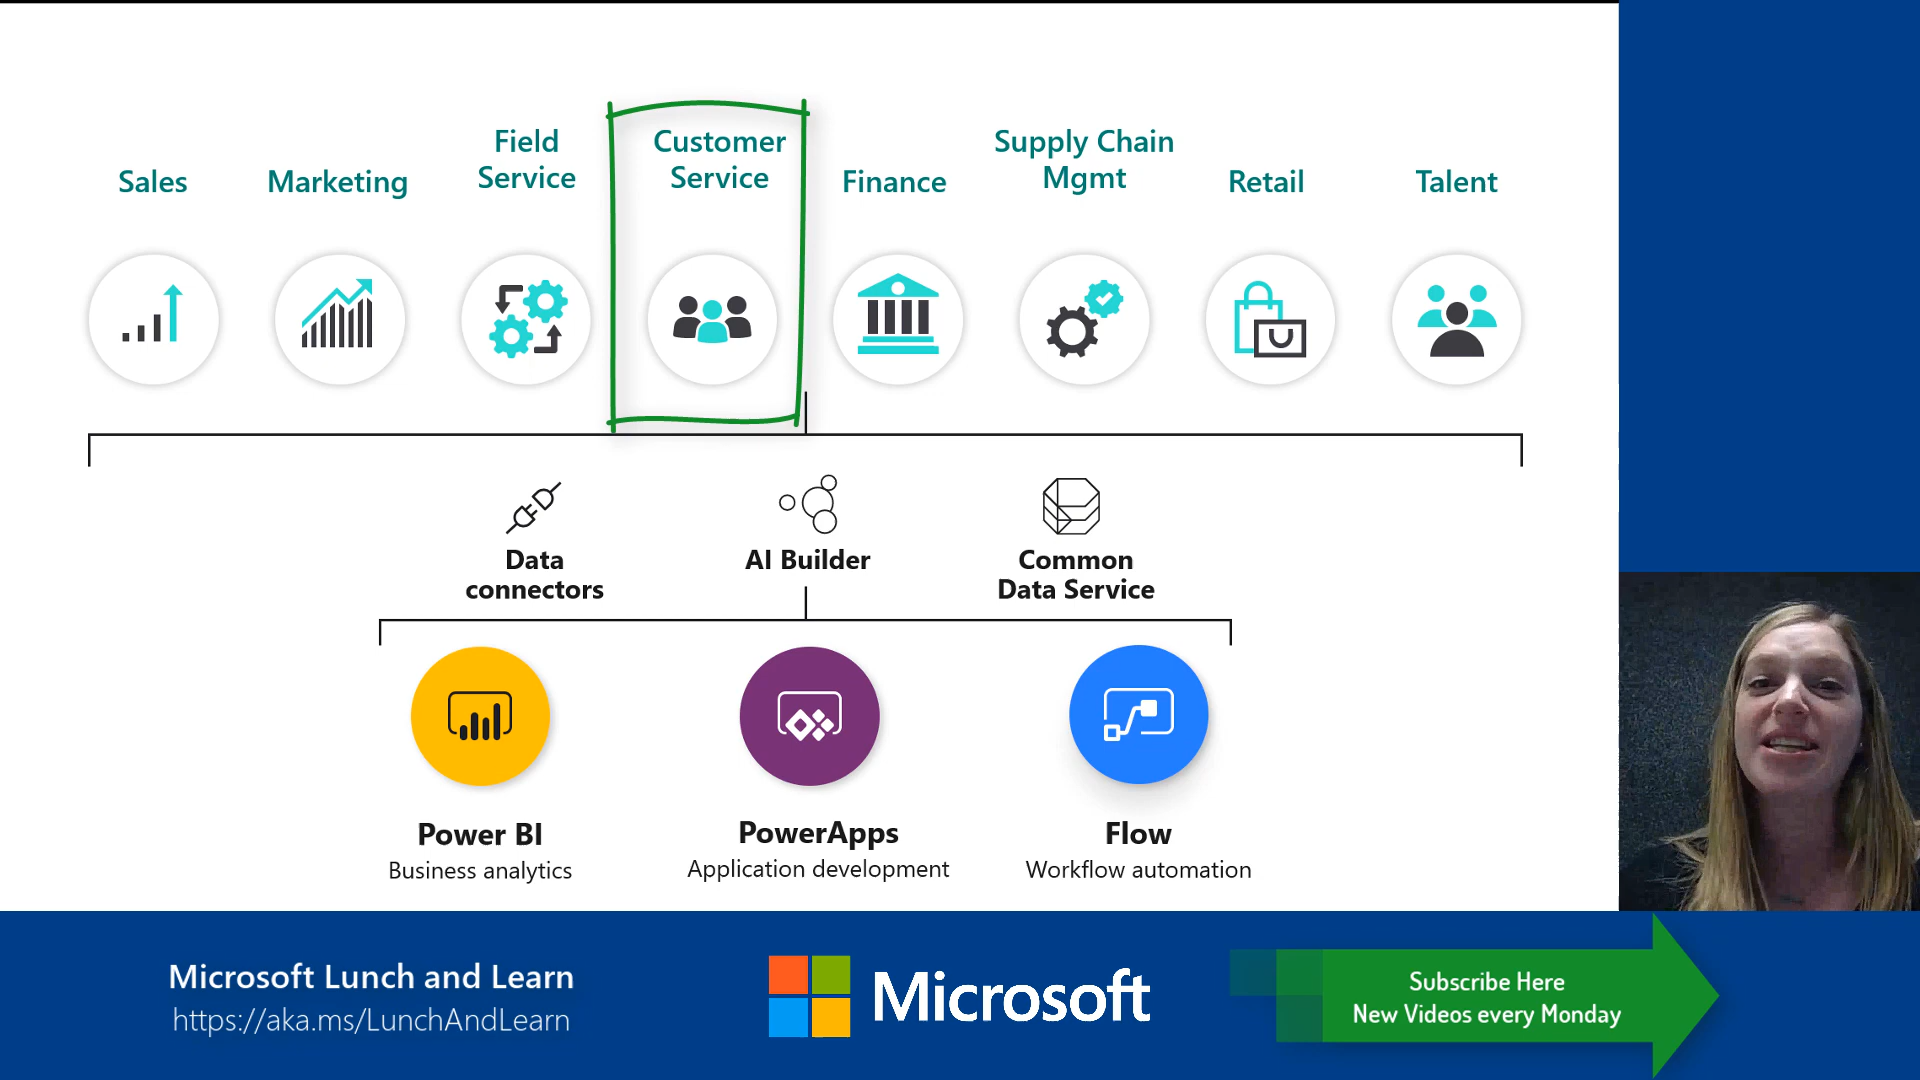 Sales
Marketing
Field
Service
Customer
Service
Finance
Supply Chain
Mgmt
Retail
Talent
Data
connectors
AI Builder
Common
Data Service
Power BI
Business analytics
PowerApps
Application development
Flow
Workflow automation
Microsoft Lunch and Learn
https://aka.ms/LunchAndLearn
Microsoft
Subscribe Here
New Videos every Monday